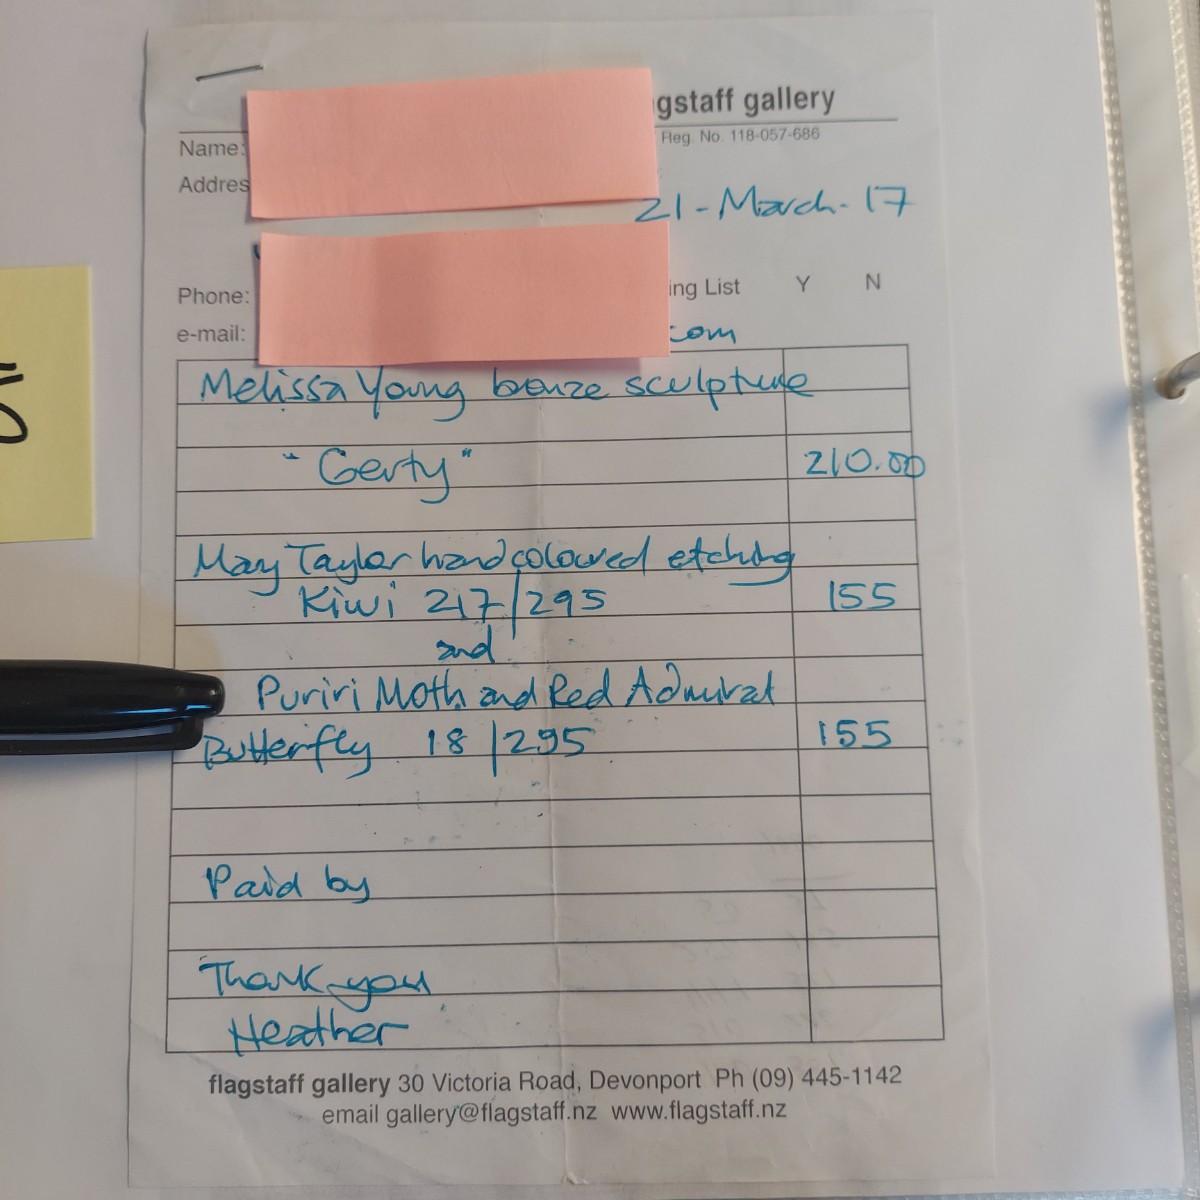 gstaff gallery
Name:
Reg. No. 118-057-686
Addres
21-March-17
Phone:
ing List Y N
e-mail:
com
Melissa Young bronze sculpture
"Gerty" 210.00
Mary Taylor handcoloured etching
Kiwi 217/295 155
and
Puriri Moth and Red Admiral
Butterfly 18/295 155
Paid by
Thank you
Heather
flagstaff gallery 30 Victoria Road, Devonport Ph (09) 445-1142
email gallery@flagstaff.nz www.flagstaff.nz